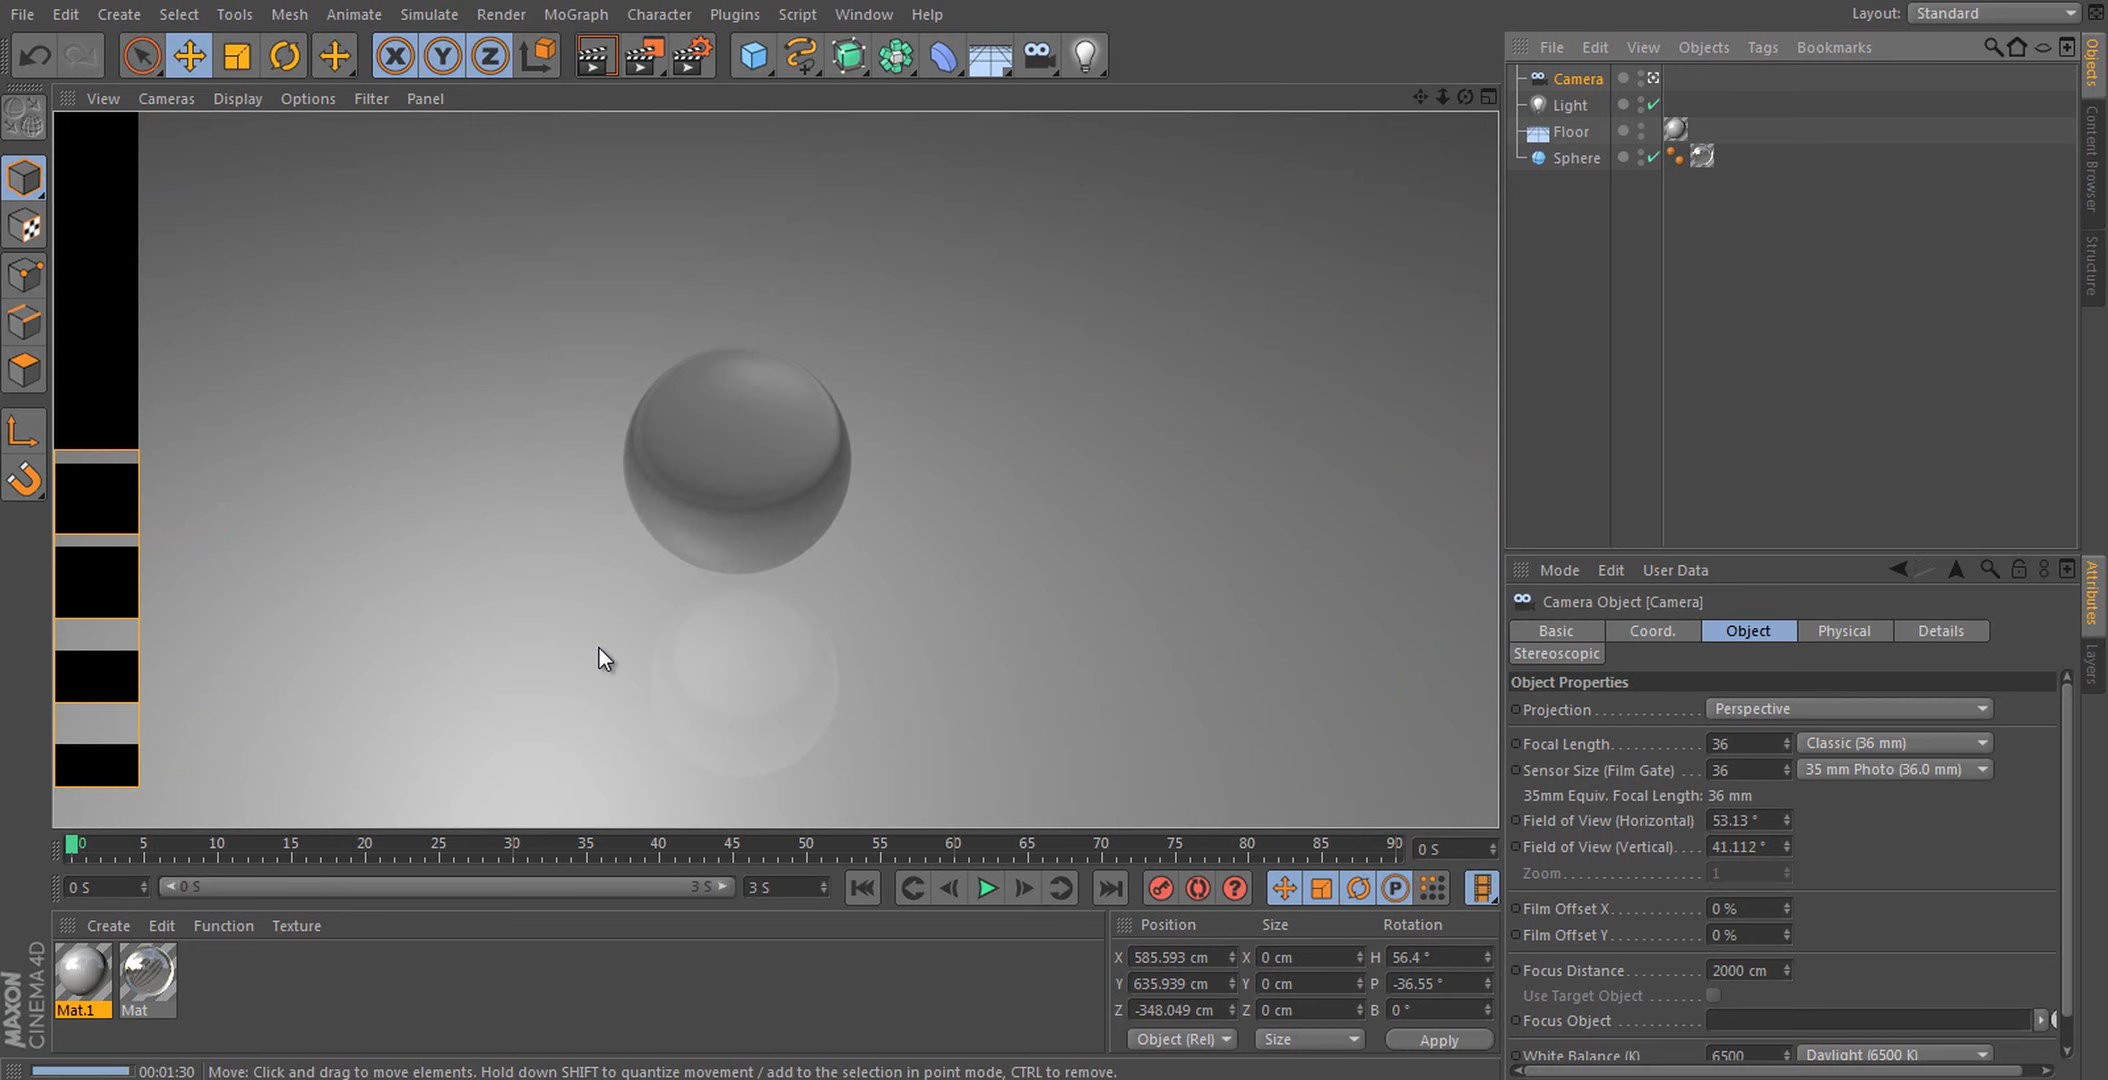 File Edit Create Select Tools Mesh Animate Simulate Render MoGraph Character Plugins Script Window Help
Layout: Standard
View Cameras Display Options Filter Panel
File Edit View Objects Tags Bookmarks
Camera
Light
Floor
Sphere
Objects
Content Browser
Structure
Mode Edit User Data
Camera Object [Camera]
Basic Coord. Object Physical Details
Stereoscopic
Object Properties
Projection Perspective
Focal Length 36 Classic (36 mm)
Sensor Size (Film Gate) 36 35 mm Photo (36.0 mm)
35mm Equiv. Focal Length: 36 mm
Field of View (Horizontal) 53.13 °
Field of View (Vertical) 41.112 °
Zoom 1
Film Offset X 0 %
Film Offset Y 0 %
Focus Distance 2000 cm
Use Target Object
Focus Object
White Balance (K) 6500 Daylight (6500 K)
Attributes
Layers
0 5 10 15 20 25 30 35 40 45 50 55 60 65 70 75 80 85 90 0 S
0 S 0 S 3 S 3 S
Create Edit Function Texture
Mat.1 Mat
Position Size Rotation
X 585.593 cm X 0 cm H 56.4 °
Y 635.939 cm Y 0 cm P -36.55 °
Z -348.049 cm Z 0 cm B 0 °
Object (Rel) Size Apply
MAXON
CINEMA 4D
00:01:30 Move: Click and drag to move elements. Hold down SHIFT to quantize movement / add to the selection in point mode, CTRL to remove.